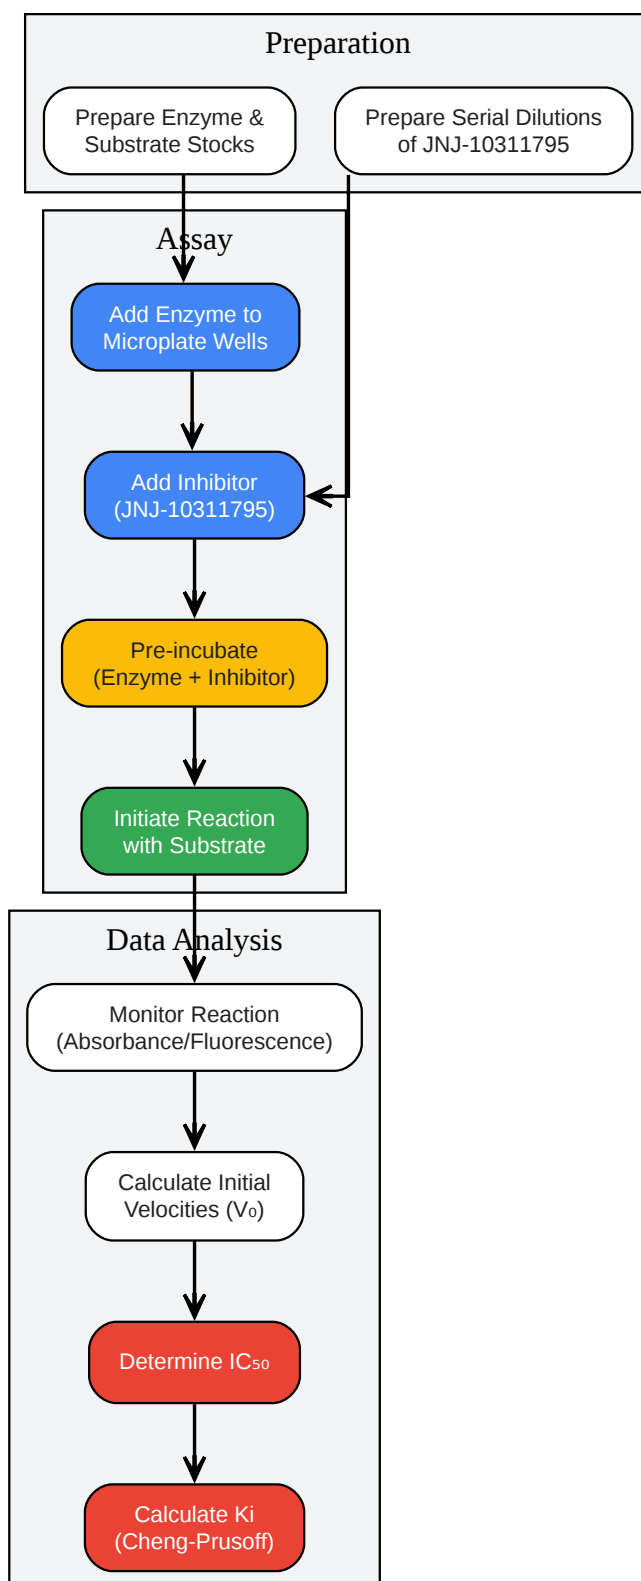 Preparation
Prepare Enzyme &
Substrate Stocks
Prepare Serial Dilutions
of JNJ-10311795
Assay
Add Enzyme to
Microplate Wells
Add Inhibitor
(JNJ-10311795)
Pre-incubate
(Enzyme + Inhibitor)
Initiate Reaction
with Substrate
Data Analysis
Monitor Reaction
(Absorbance/Fluorescence)
Calculate Initial
Velocities (V₀)
Determine IC₅₀
Calculate Ki
(Cheng-Prusoff)